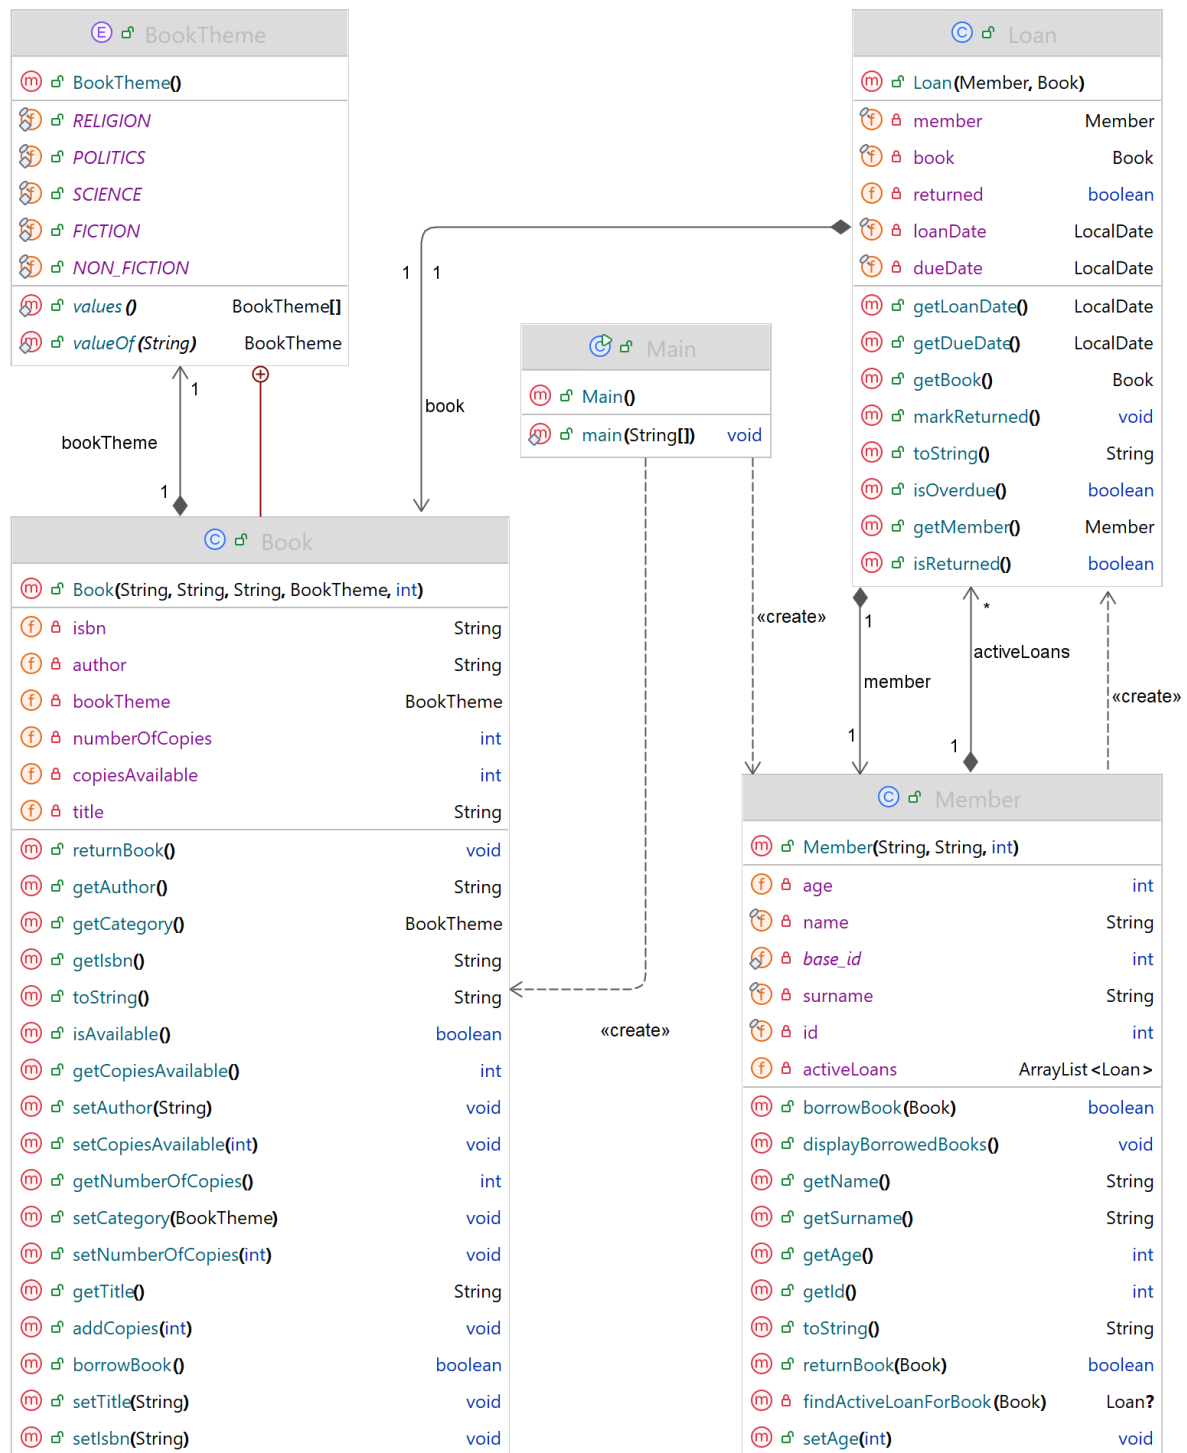 BookTheme
BookTheme()
RELIGION
POLITICS
SCIENCE
FICTION
NON_FICTION
values () BookTheme[]
valueOf (String) BookTheme
1
bookTheme
1
Book
Book(String, String, String, BookTheme, int)
isbn String
author String
bookTheme BookTheme
numberOfCopies int
copiesAvailable int
title String
returnBook() void
getAuthor() String
getCategory() BookTheme
getIsbn() String
toString() String
isAvailable() boolean
getCopiesAvailable() int
setAuthor(String) void
setCopiesAvailable(int) void
getNumberOfCopies() int
setCategory(BookTheme) void
setNumberOfCopies(int) void
getTitle() String
addCopies(int) void
borrowBook() boolean
setTitle(String) void
setIsbn(String) void
1 1
book
Main
Main()
main(String[]) void
«create»
«create»
Loan
Loan(Member, Book)
member Member
book Book
returned boolean
loanDate LocalDate
dueDate LocalDate
getLoanDate() LocalDate
getDueDate() LocalDate
getBook() Book
markReturned() void
toString() String
isOverdue() boolean
getMember() Member
isReturned() boolean
1
member
1
*
activeLoans
1
«create»
Member
Member(String, String, int)
age int
name String
base_id int
surname String
id int
activeLoans ArrayList<Loan>
borrowBook(Book) boolean
displayBorrowedBooks() void
getName() String
getSurname() String
getAge() int
getId() int
toString() String
returnBook(Book) boolean
findActiveLoanForBook(Book) Loan?
setAge(int) void